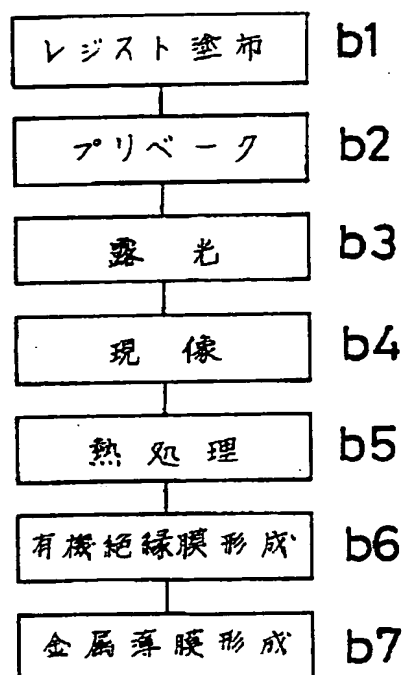 レジスト塗布 b1
プリベーク b2
露光 b3
現像 b4
熱処理 b5
有機絶縁膜形成 b6
金属薄膜形成 b7